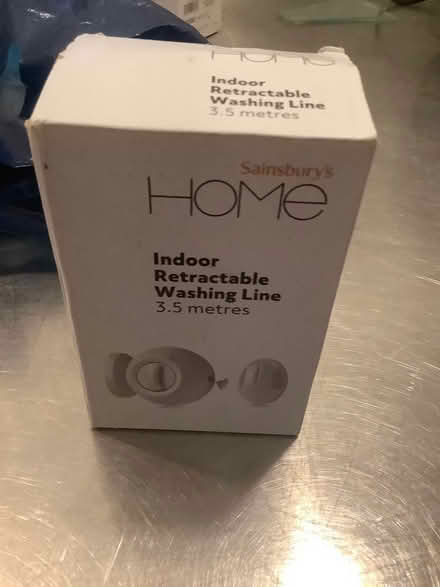 HOME
Indoor
Retractable
Washing Line
3.5 metres
Sainsbury's
HOME
Indoor
Retractable
Washing Line
3.5 metres